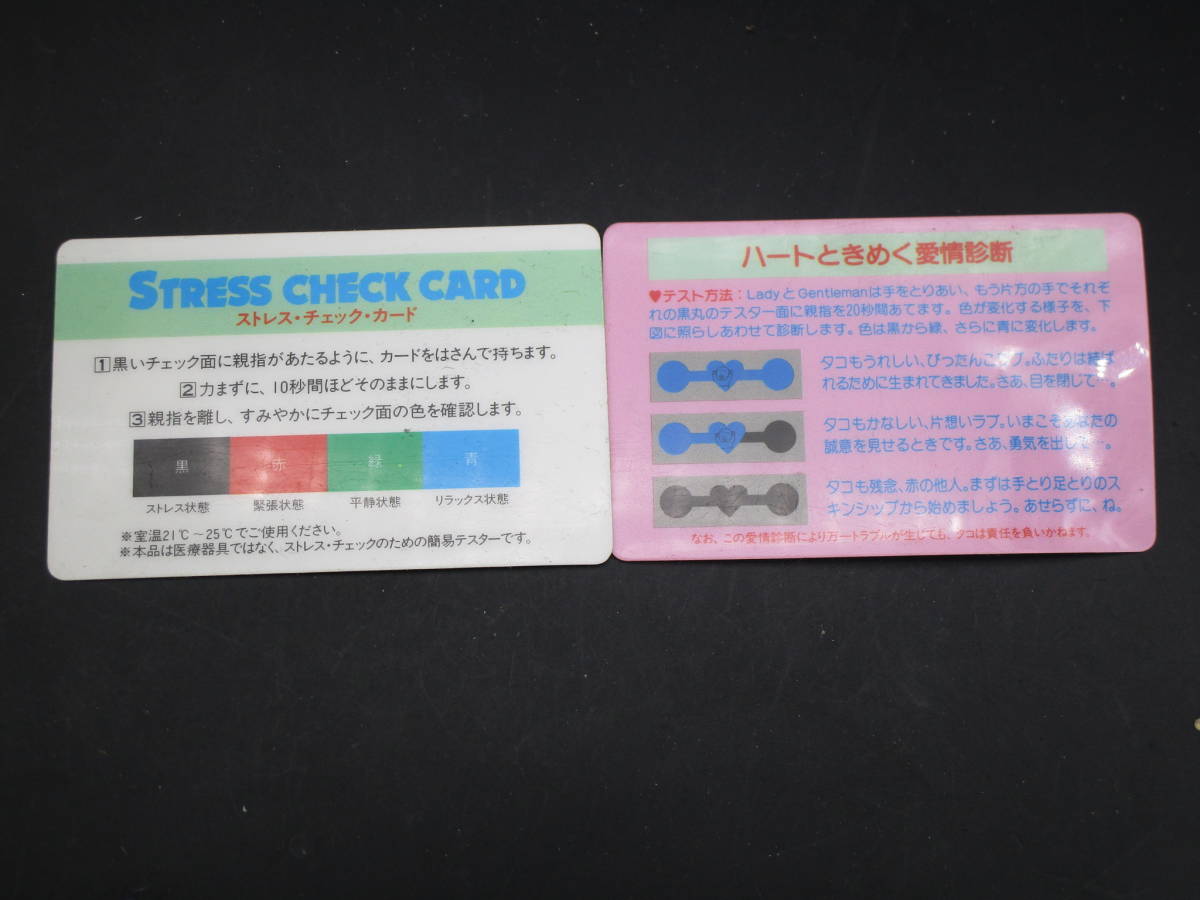 STRESS CHECK CARD
ストレス・チェック・カード
1 黒いチェック面に親指があたるように、カードをはさんで持ちます。
2 力まずに、10秒間ほどそのままにします。
3 親指を離し、すみやかにチェック面の色を確認します。
黒 赤 緑 青
ストレス状態 緊張状態 平静状態 リラックス状態
※室温21℃～25℃でご使用ください。
※本品は医療器具ではなく、ストレス・チェックのための簡易テスターです。
ハートときめく愛情診断
♥テスト方法：LadyとGentlemanは手をとりあい、もう片方の手でそれぞ
れの黒丸のテスター面に親指を20秒間あてます。色が変化する様子を、下
図に照らしあわせて診断します。色は黒から緑、さらに青に変化します。
タコもうれしい、ぴったんこラブ。ふたりは結ば
れるために生まれてきました。さあ、目を閉じて…。
タコもかなしい、片想いラブ。いまこそあなたの
誠意を見せるときです。さあ、勇気を出して…。
タコも残念、赤の他人。まずは手とり足とりのス
キンシップから始めましょう。あせらずに、ね。
なお、この愛情診断により万一トラブルが生じても、タコは責任を負いかねます。